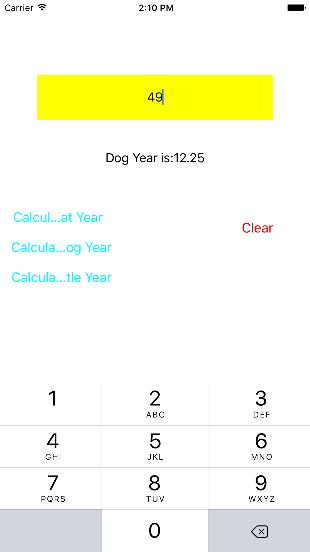 Carrier 2:10 PM
49
Dog Year is:12.25
Calcul...at Year
Clear
Calcula...og Year
Calcula...tle Year
1
2
ABC
3
DEF
4
GHI
5
JKL
6
MNO
7
PQRS
8
TUV
9
WXYZ
0